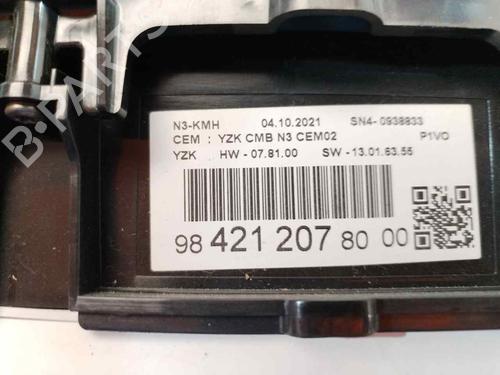 N3-KMH 04.10.2021 SN4- 0938833
CEM : YZK CMB N3 CEM02 P1VO
YZK HW - 07.81.00 SW - 13.01.63.55
98 421 207 80 00
B-PARTS